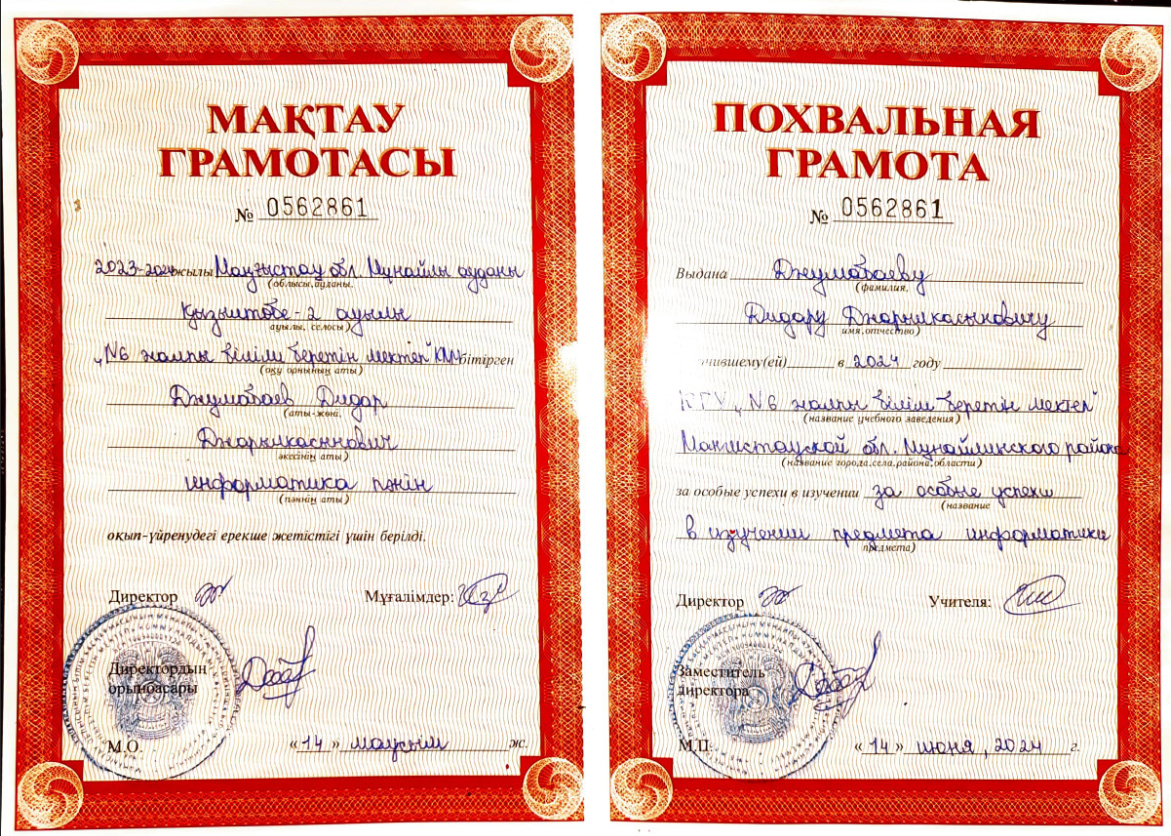 МАҚТАУ
ГРАМОТАСЫ
№ 0562861
2023-2024 жылы Маңғыстау обл. Мұнайлы ауданы
(облысы, ауданы,
Қызылтөбе-2 ауылы
ауылы, селосы)
"№6 жалпы білім беретін мектеп" КММ бітірген
(оқу орнының аты)
Джумабаев Дидар
(аты-жөні,
әкесінің аты)
информатика пәнін
(пәннің аты)
оқып-үйренудегі ерекше жетістігі үшін берілді.
Директор
Мұғалімдер:
Директордың
орынбасары
М.О.
« 14 » маусым ж.
ПОХВАЛЬНАЯ
ГРАМОТА
№ 0562861
Выдана Джумабаеву
(фамилия,
Дидару
имя, отчество)
в 2024 году
КГУ "№6 жалпы білім беретін мектеп"
(название учебного заведения)
Мангистауской обл. Мунайлинского района
(название города, села, района, области)
за особые успехи в изучении за особые успехи
(название
в изучении предмета информатики
предмета)
Директор
Учителя:
Заместитель
директора
М.П.
« 14 » июня, 2024 г.